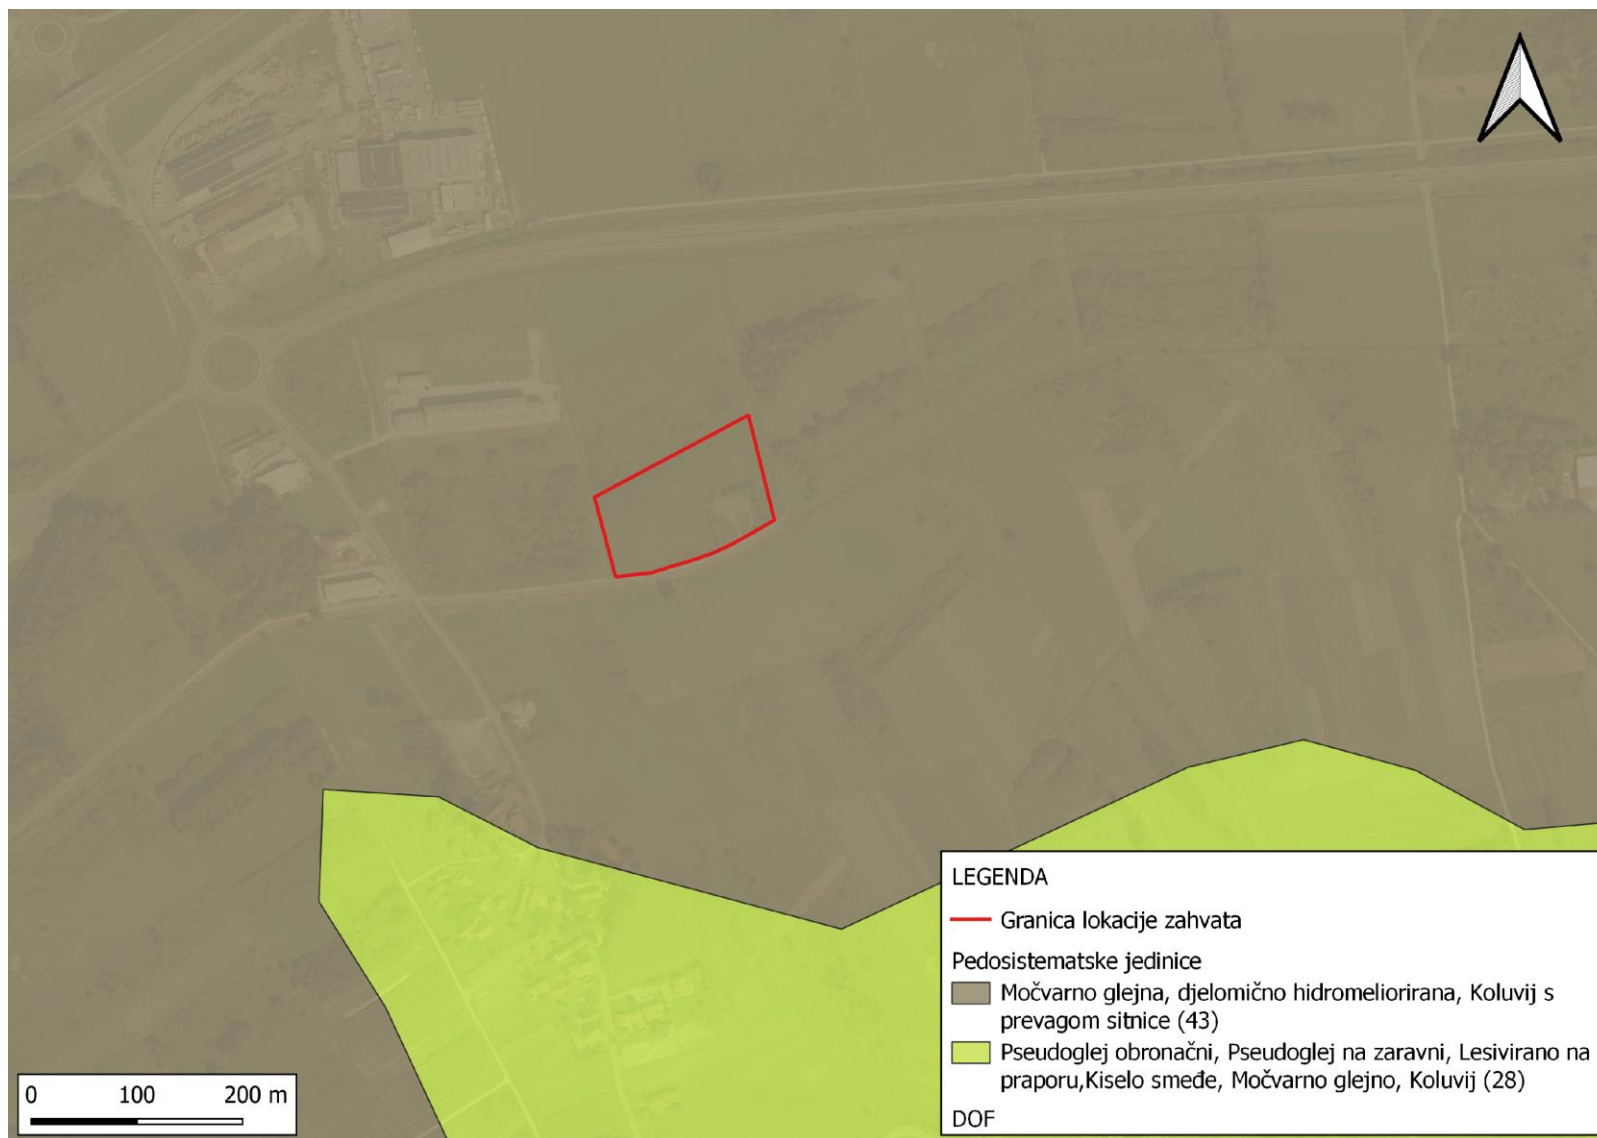 LEGENDA
Granica lokacije zahvata
Pedosistematske jedinice
Močvarno glejna, djelomično hidromeliorirana, Koluvij s
prevagom sitnice (43)
Pseudoglej obronačni, Pseudoglej na zaravni, Lesivirano na
praporu,Kiselo smeđe, Močvarno glejno, Koluvij (28)
DOF
0 100 200 m